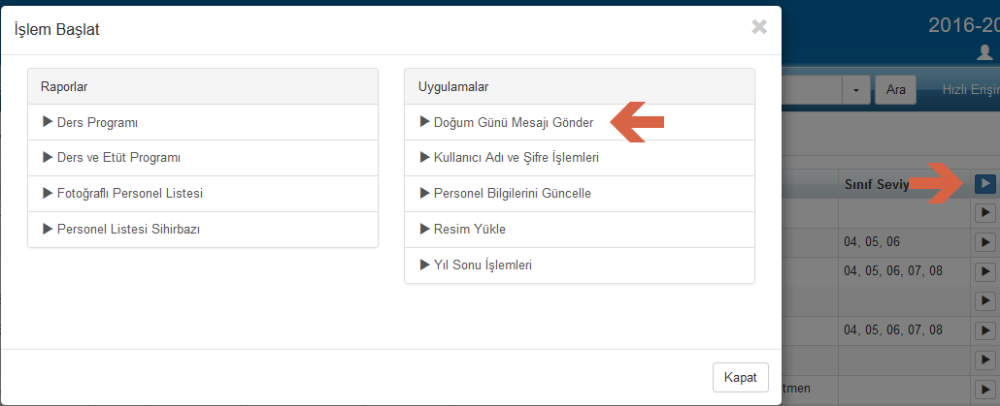 İşlem Başlat
Raporlar
Ders Programı
Ders ve Etüt Programı
Fotoğraflı Personel Listesi
Personel Listesi Sihirbazı
Uygulamalar
Doğum Günü Mesajı Gönder
Kullanıcı Adı ve Şifre İşlemleri
Personel Bilgilerini Güncelle
Resim Yükle
Yıl Sonu İşlemleri
Kapat
2016-20
Ara
Hızlı Erişi
Sınıf Seviy
04, 05, 06
04, 05, 06, 07, 08
04, 05, 06, 07, 08
tmen